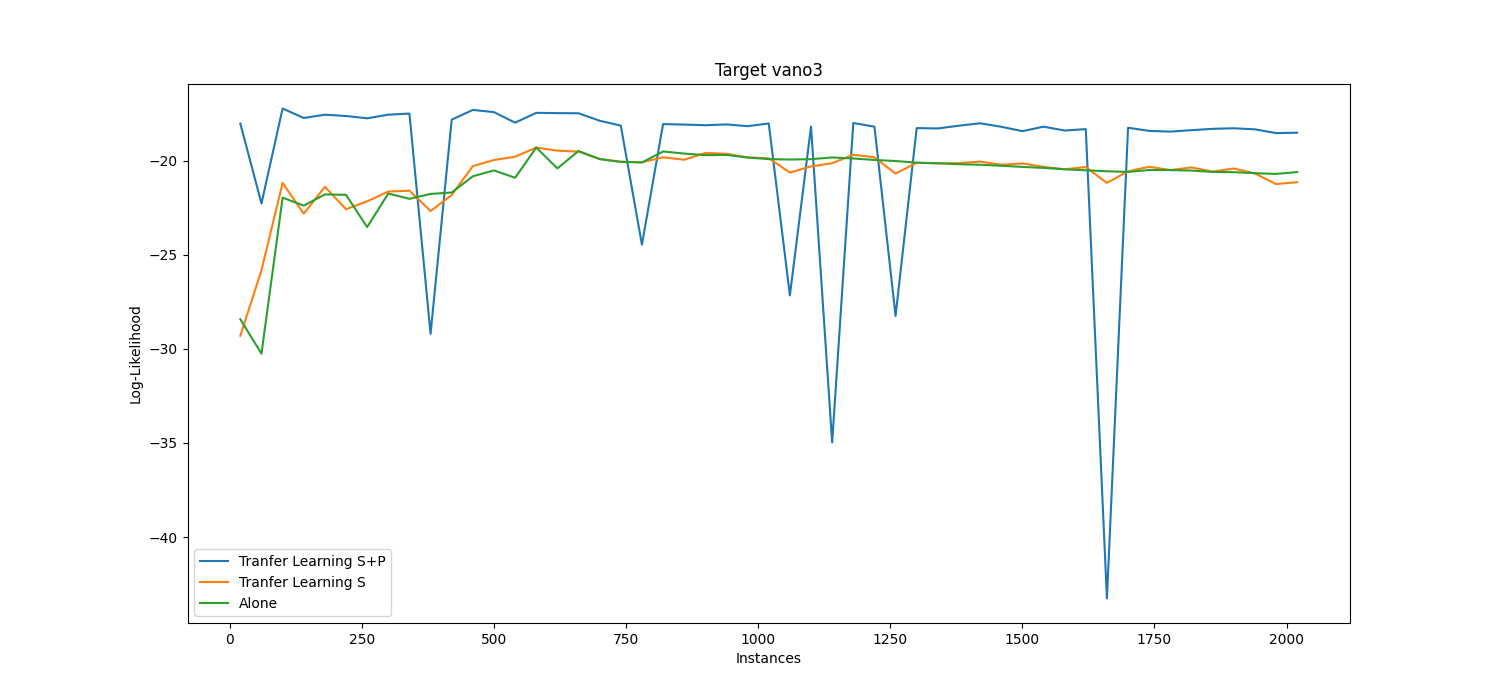 Target vano3
Log-Likelihood
−20
−25
−30
−35
−40
Tranfer Learning S+P
Tranfer Learning S
Alone
0 250 500 750 1000 1250 1500 1750 2000
Instances